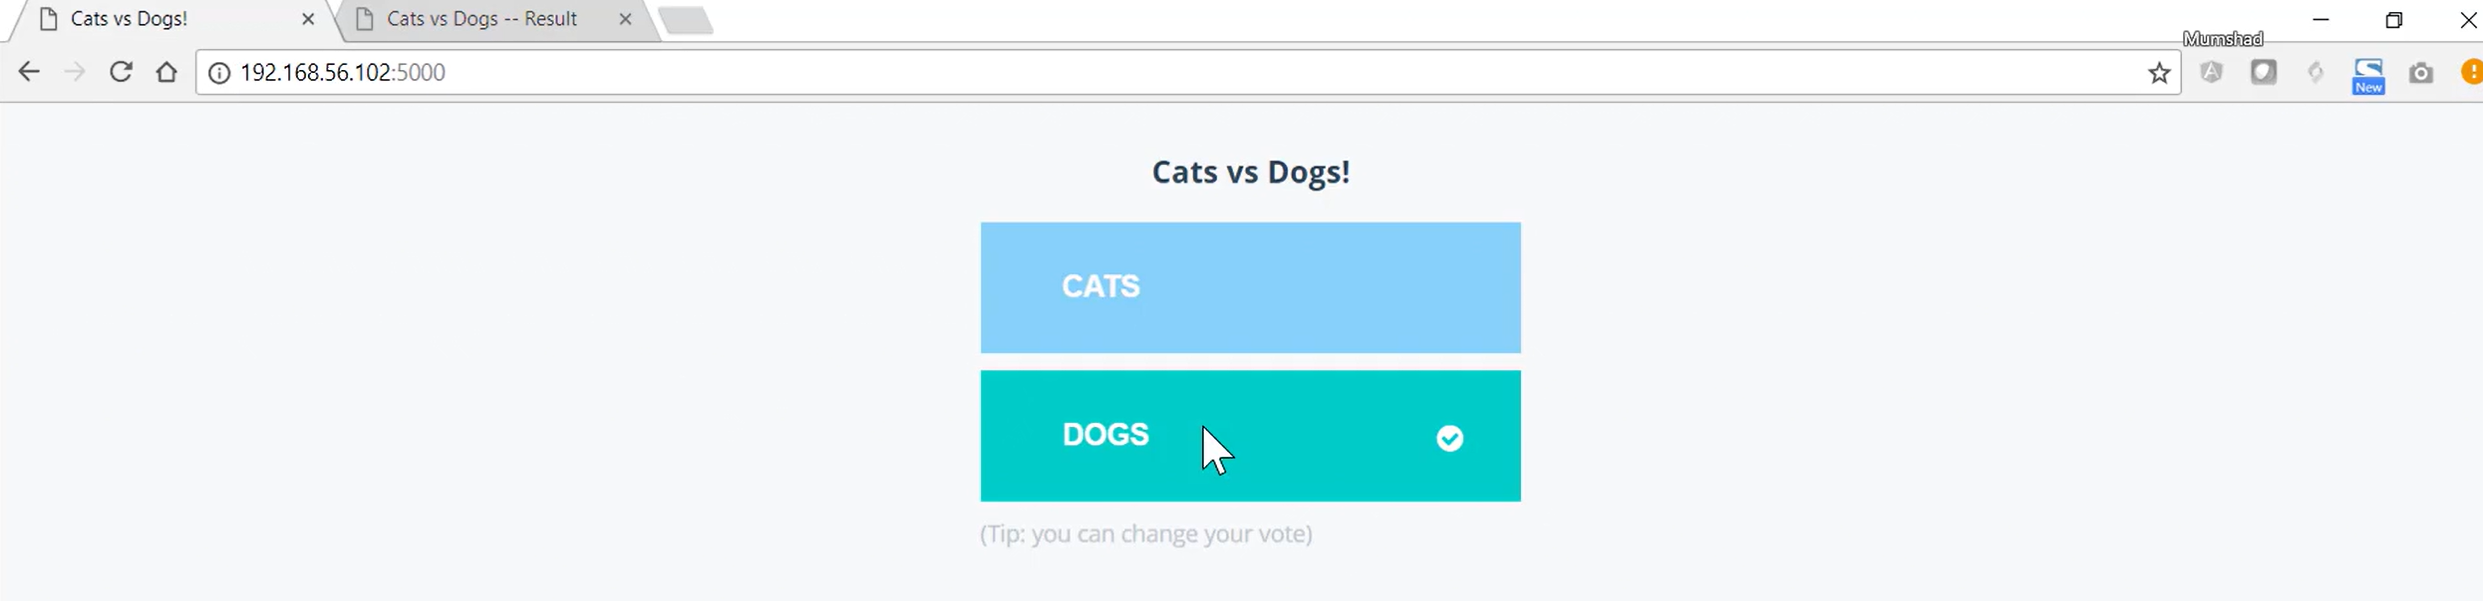 Cats vs Dogs!
Cats vs Dogs -- Result
Mumshad
192.168.56.102:5000
New
Cats vs Dogs!
CATS
DOGS
(Tip: you can change your vote)